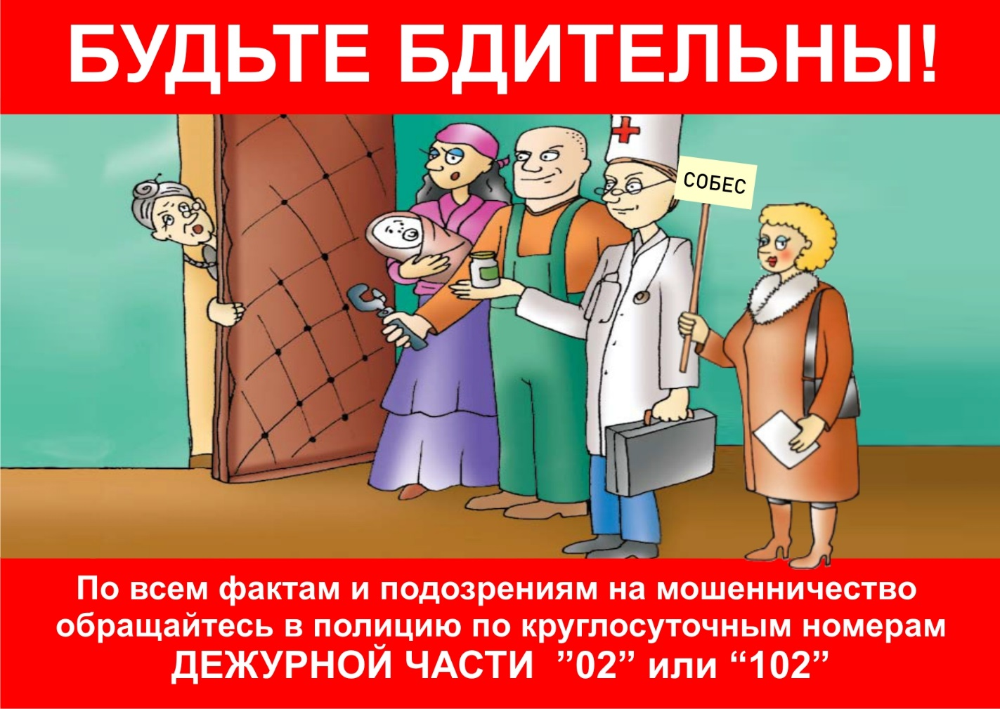 БУДЬТЕ БДИТЕЛЬНЫ!
СОБЕС
По всем фактам и подозрениям на мошенничество
обращайтесь в полицию по круглосуточным номерам
ДЕЖУРНОЙ ЧАСТИ ”02” или “102”